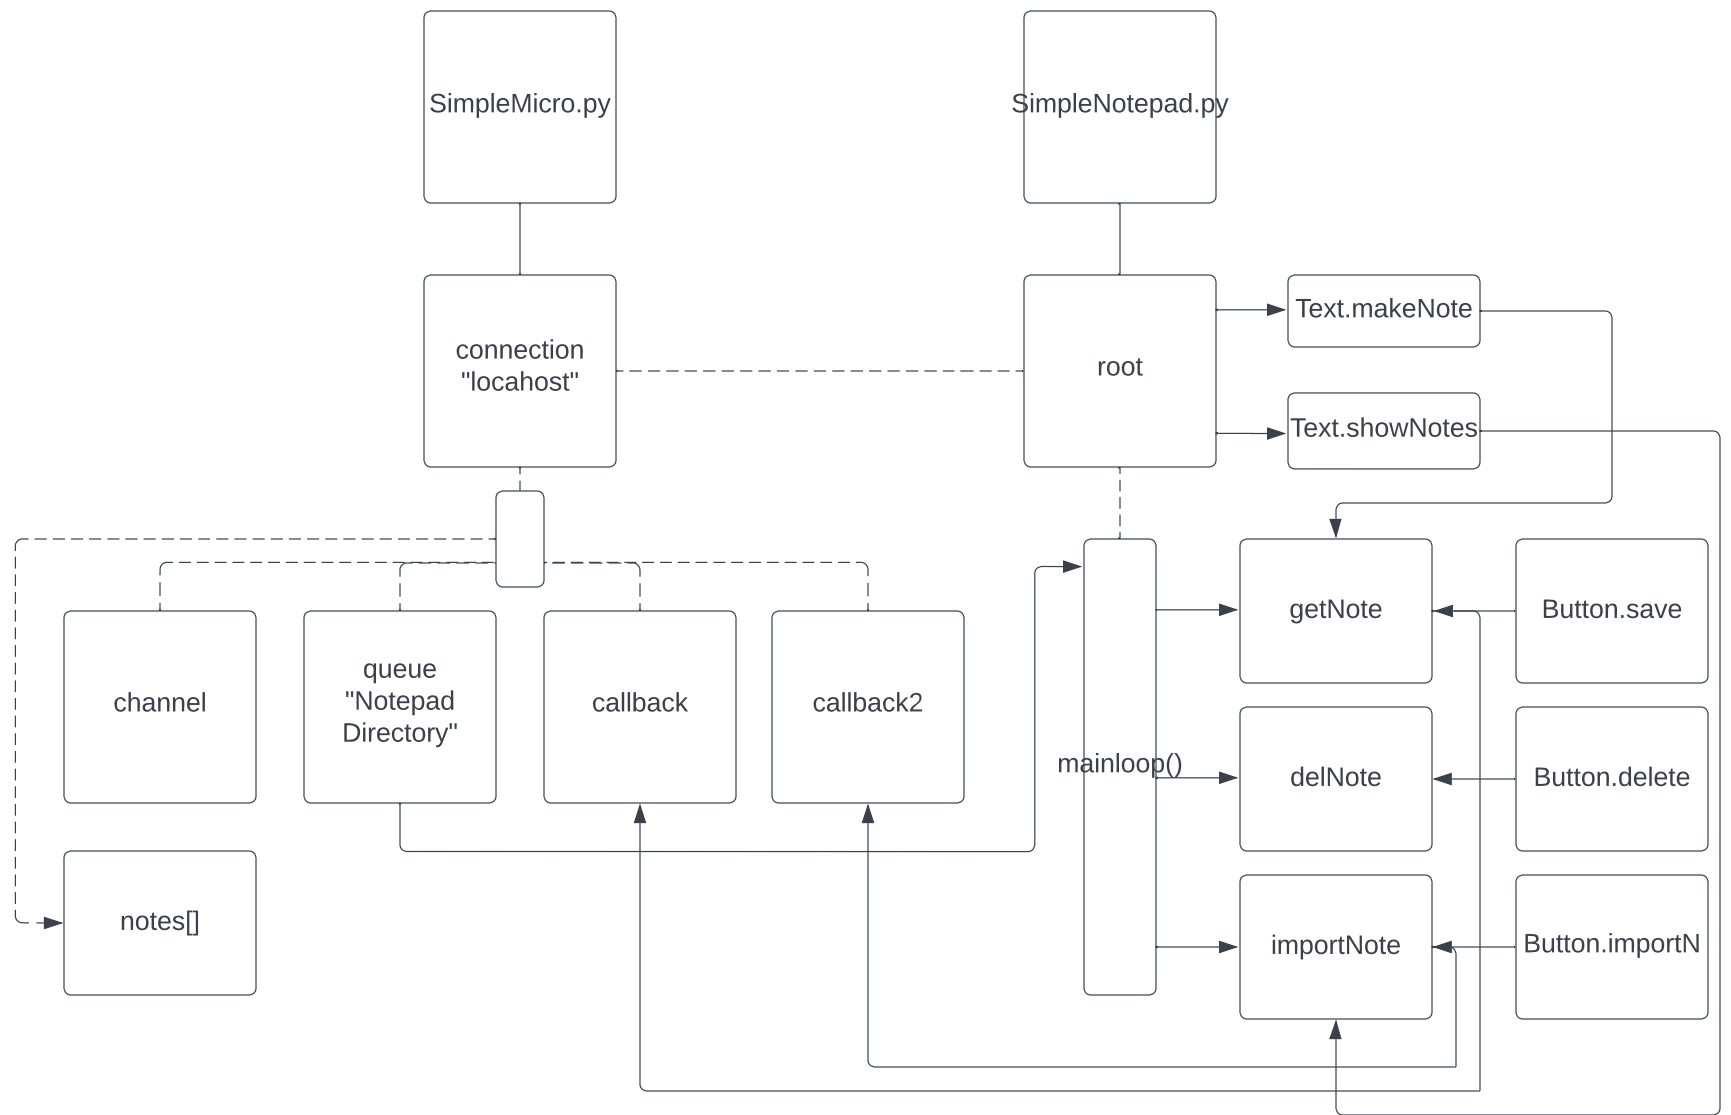 SimpleMicro.py
SimpleNotepad.py
connection
"locahost"
root
Text.makeNote
Text.showNotes
channel
queue
"Notepad
Directory"
callback
callback2
mainloop()
getNote
Button.save
delNote
Button.delete
notes[]
importNote
Button.importN